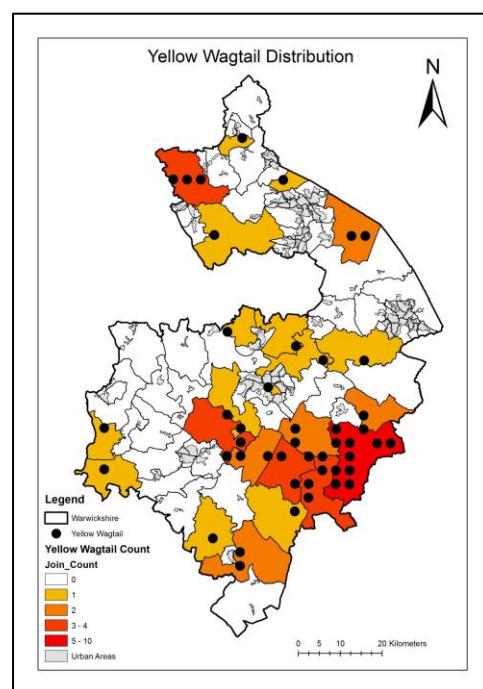 Yellow Wagtail Distribution
N
Legend
Warwickshire
Yellow Wagtail
Yellow Wagtail Count
Join_Count
0
1
2
3 - 4
5 - 10
Urban Areas
0 5 10 20 Kilometers